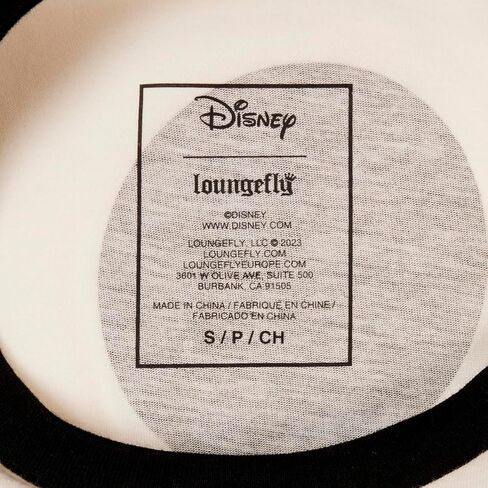 Disney
loungefly
©DISNEY
WWW.DISNEY.COM
LOUNGEFLY, LLC © 2023
LOUNGEFLY.COM
LOUNGEFLYEUROPE.COM
3601 W OLIVE AVE, SUITE 500
BURBANK, CA 91505
MADE IN CHINA / FABRIQUE EN CHINE /
FABRICADO EN CHINA
S / P / CH